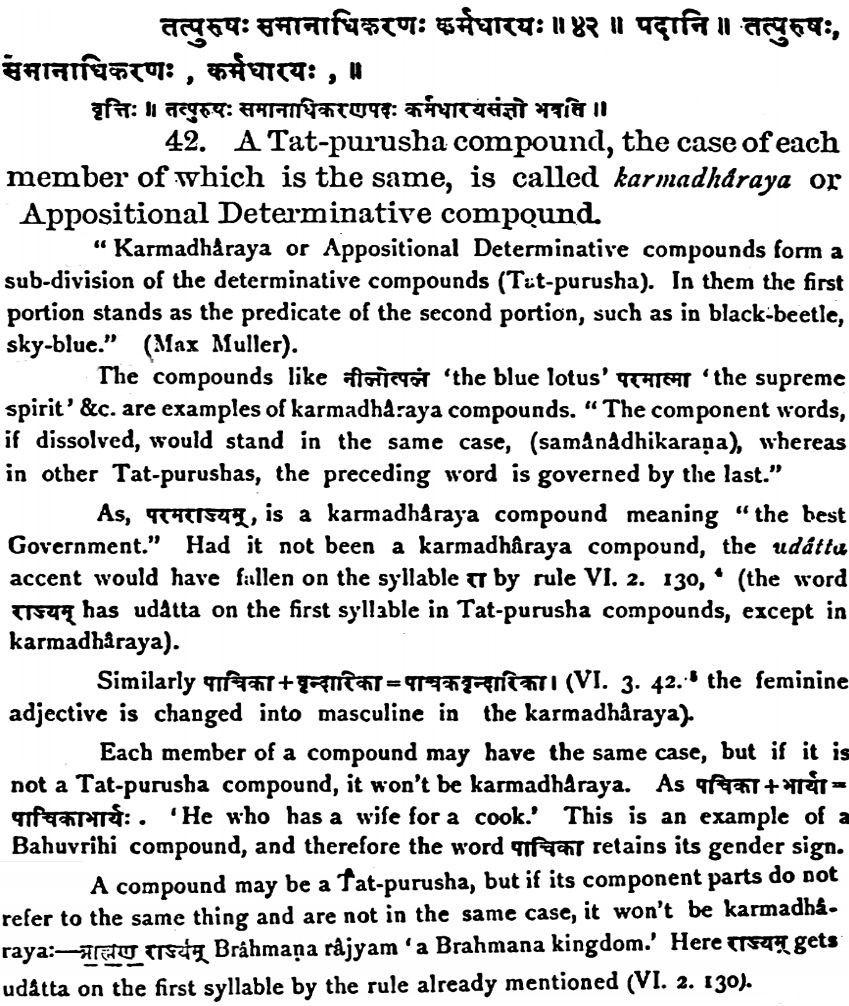 तत्पुरुषः समानाधिकरणः कर्मधारयः ॥ ४२ ॥ पदानि ॥ तत्पुरुषः,
समानाधिकरणः , कर्मधारयः , ॥
वृत्तिः ॥ तत्पुरुषः समानाधिकरणपदः कर्मधारयसंज्ञो भवति ॥
42. A Tat-purusha compound, the case of each
member of which is the same, is called karmadhâraya or
Appositional Determinative compound.
“ Karmadhâraya or Appositional Determinative compounds form a
sub-division of the determinative compounds (Tat-purusha). In them the first
portion stands as the predicate of the second portion, such as in black-beetle,
sky-blue.” (Max Muller).
The compounds like नीलोत्पलं ‘the blue lotus’ परमात्मा ‘the supreme
spirit’ &c. are examples of karmadhâraya compounds. “ The component words,
if dissolved, would stand in the same case, (samânâdhikaraṇa), whereas
in other Tat-purushas, the preceding word is governed by the last.”
As, परमराज्यम्, is a karmadhâraya compound meaning “ the best
Government.” Had it not been a karmadhâraya compound, the udâtta
accent would have fallen on the syllable रा by rule VI. 2. 130, ⁴ (the word
राज्यम् has udâtta on the first syllable in Tat-purusha compounds, except in
karmadhâraya).
Similarly पाचिका + वृन्दारिका = पाचकवृन्दारिका। (VI. 3. 42. ⁵ the feminine
adjective is changed into masculine in the karmadhâraya).
Each member of a compound may have the same case, but if it is
not a Tat-purusha compound, it won’t be karmadhâraya. As पचिका + भार्या =
पाचिकाभार्यः . ‘He who has a wife for a cook.’ This is an example of a
Bahuvrîhi compound, and therefore the word पाचिका retains its gender sign.
A compound may be a Tat-purusha, but if its component parts do not
refer to the same thing and are not in the same case, it won’t be karmadhâ-
raya:—ब्राह्मण राज्यम् Brâhmaṇa râjyam ‘a Brahmana kingdom.’ Here राज्यम् gets
udâtta on the first syllable by the rule already mentioned (VI. 2. 130).